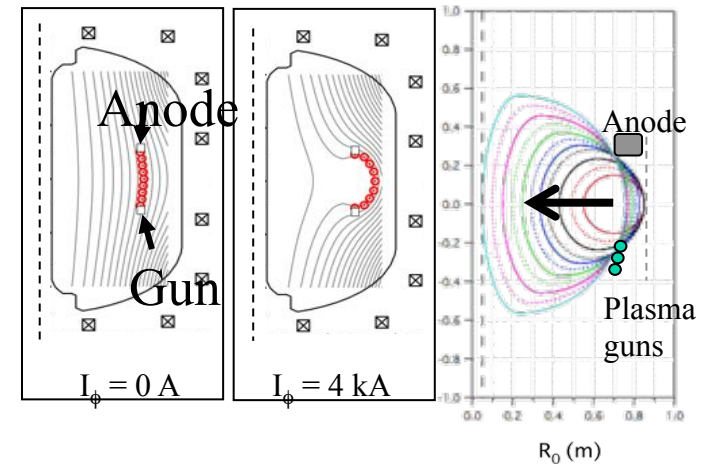 Anode
Gun
I_ϕ = 0 A
I_ϕ = 4 kA
1.0
0.8
0.6
0.4
0.2
0.0
-0.2
-0.4
-0.6
-0.8
-1.0
Anode
Plasma
guns
0.0 0.2 0.4 0.6 0.8 1.0
R₀ (m)